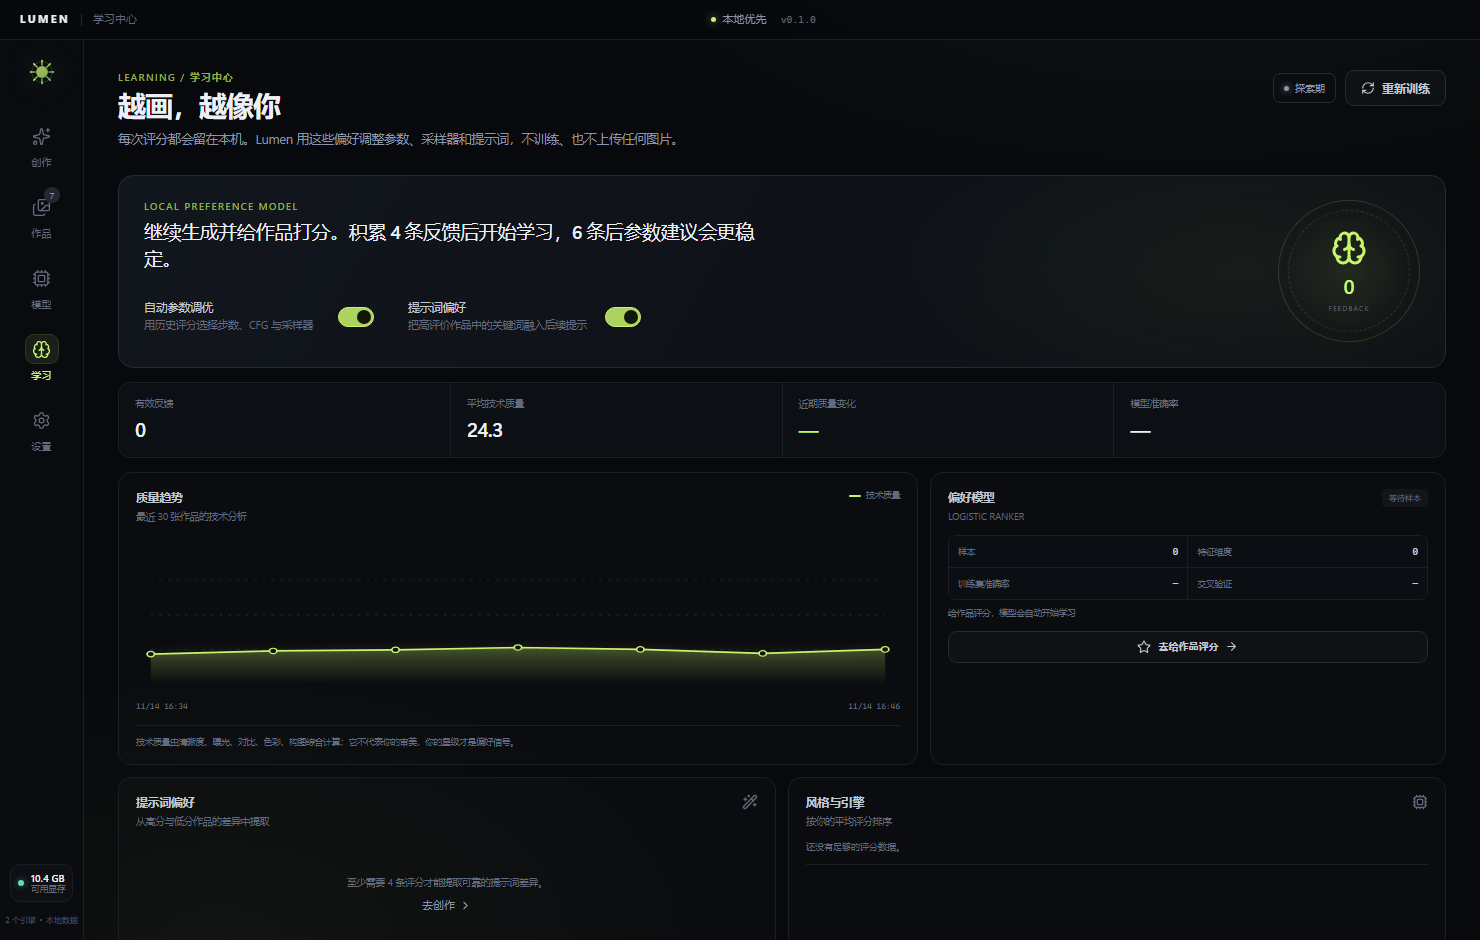 LUMEN 学习中心
本地优先 v0.1.0
LEARNING / 学习中心
越画，越像你
每次评分都会留在本机。Lumen 用这些偏好调整参数、采样器和提示词，不训练、也不上传任何图片。
探索期
重新训练
创作
7
作品
模型
学习
设置
10.4 GB
可用显存
2 个引擎 • 本地数据
LOCAL PREFERENCE MODEL
继续生成并给作品打分。积累 4 条反馈后开始学习，6 条后参数建议会更稳
定。
自动参数调优
用历史评分选择步数、CFG 与采样器
提示词偏好
把高评价作品中的关键词融入后续提示
0
FEEDBACK
有效反馈
0
平均技术质量
24.3
近期质量变化
—
模型准确率
—
质量趋势
最近 30 张作品的技术分析
技术质量
11/14 16:34
11/14 16:46
技术质量由清晰度、曝光、对比、色彩、构图综合计算；它不代表你的审美，你的星级才是偏好信号。
偏好模型
LOGISTIC RANKER
等待样本
样本 0
特征维度 0
训练集准确率 –
交叉验证 –
给作品评分，模型会自动开始学习
去给作品评分
提示词偏好
从高分与低分作品的差异中提取
至少需要 4 条评分才能提取可靠的提示词差异。
去创作
风格与引擎
按你的平均评分排序
还没有足够的评分数据。